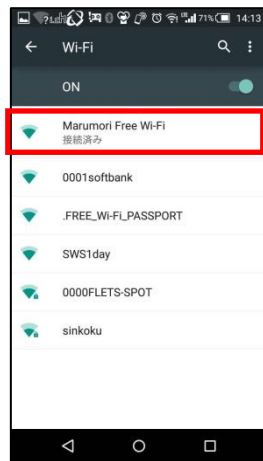 71% 14:13
Wi-Fi
ON
Marumori Free Wi-Fi
接続済み
0001softbank
.FREE_Wi-Fi_PASSPORT
SWS1day
0000FLETS-SPOT
sinkoku